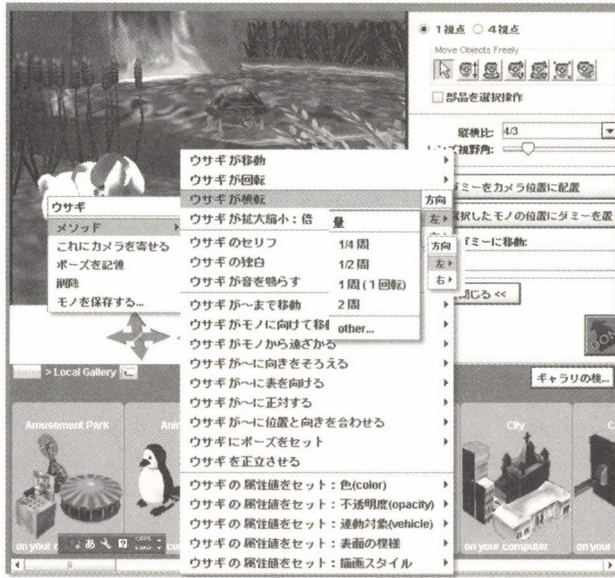 1視点 4視点
Move Objects Freely
部品を選択操作
縦横比: 4/3
レンズ視野角:
ダミーをカメラ位置に配置
選択したモノの位置にダミーを置
ダミーに移動:
閉じる <<
DON
ウサギ
メソッド
これにカメラを寄せる
ポーズを記憶
削除
モノを保存する...
ウサギ が移動
ウサギ が回転
ウサギ が横転
ウサギ が拡大縮小 : 倍
ウサギ のセリフ
ウサギ の独白
ウサギ が音を鳴らす
ウサギ が~まで移動
ウサギ がモノに向けて移
ウサギ がモノから遠ざかる
ウサギ が~に向きをそろえる
ウサギ が~に表を向ける
ウサギ が~に正対する
ウサギ が~に位置と向きを合わせる
ウサギ にポーズをセット
ウサギ を正立させる
ウサギ の 属性値をセット : 色(color)
ウサギ の 属性値をセット : 不透明度(opacity)
ウサギ の 属性値をセット : 連動対象(vehicle)
ウサギ の 属性値をセット : 表面の模様
ウサギ の 属性値をセット : 描画スタイル
方向
左
量
1/4 周
1/2 周
1 周 ( 1 回転)
2 周
other...
方向
左
右
Home > Local Gallery
ギャラリの検...
Amusement Park
Ani
City
on your c
あ
CAPS
KANA
on your computer
on your